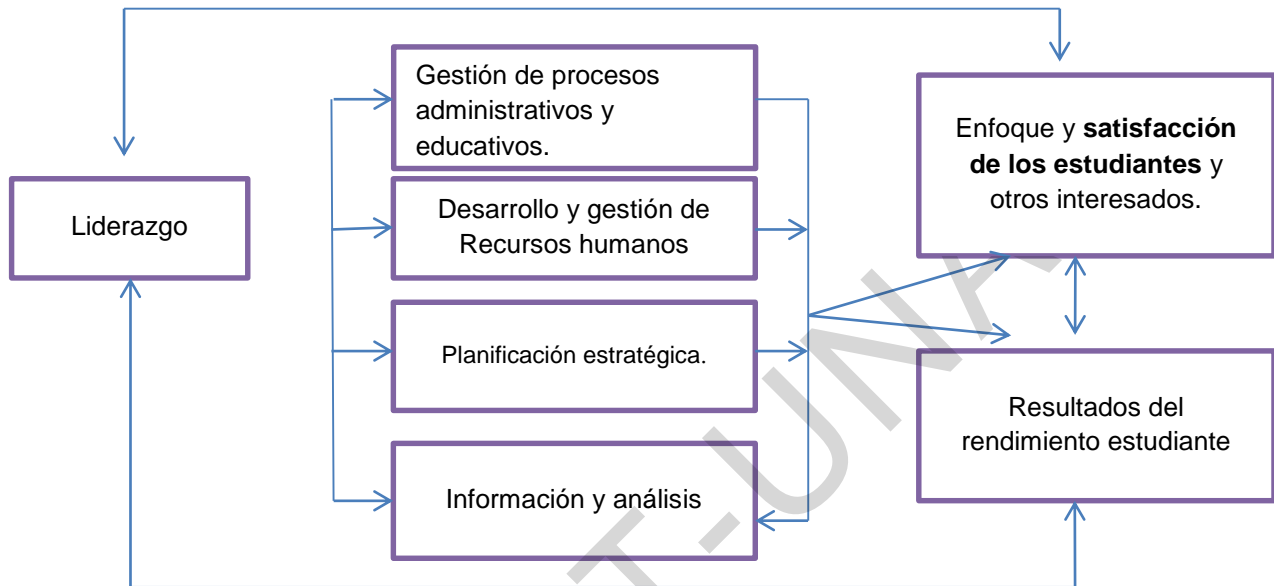 Gestión de procesos
administrativos y
educativos.
Enfoque y satisfacción
de los estudiantes y
otros interesados.
Liderazgo
Desarrollo y gestión de
Recursos humanos
Planificación estratégica.
Resultados del
rendimiento estudiante
Información y análisis
T-UNA